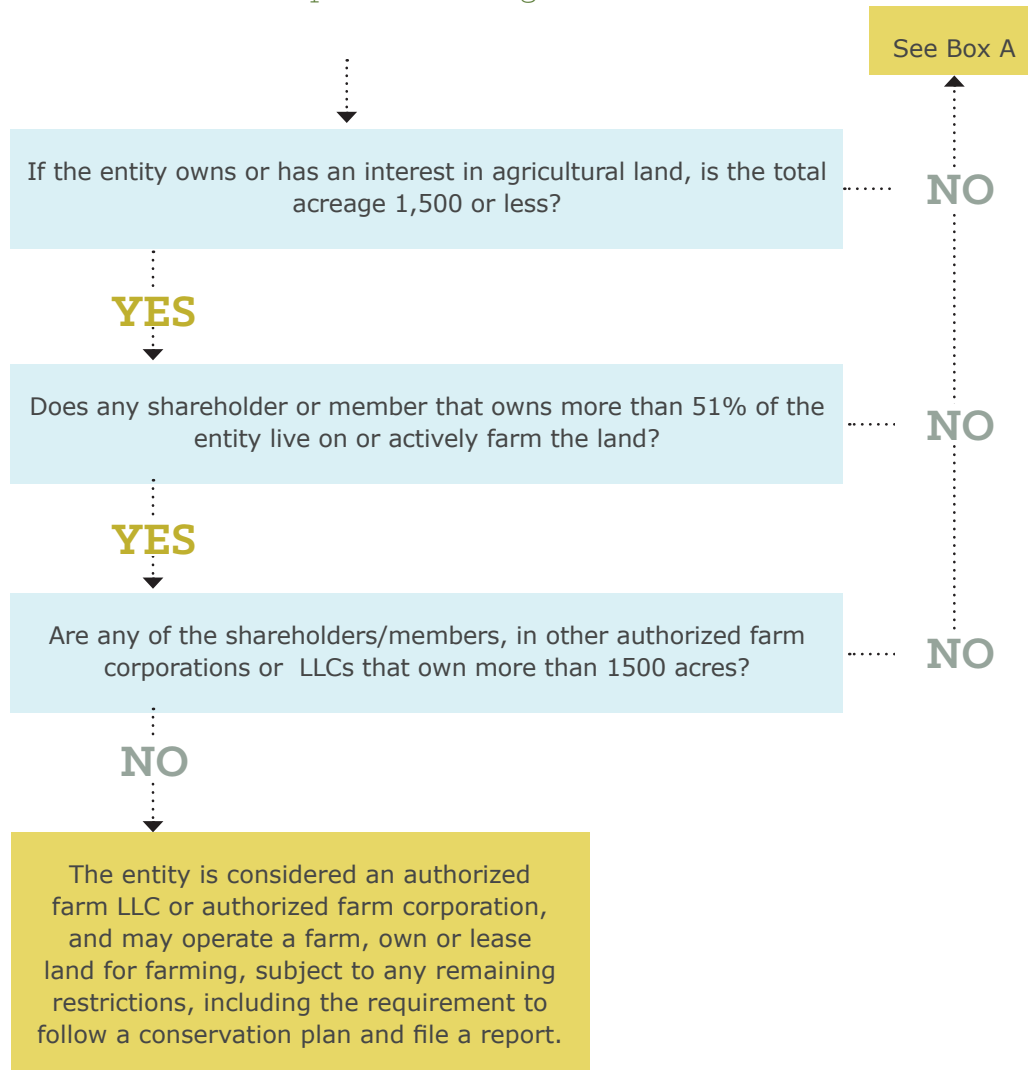 See Box A
If the entity owns or has an interest in agricultural land, is the total
acreage 1,500 or less?
NO
YES
Does any shareholder or member that owns more than 51% of the
entity live on or actively farm the land?
NO
YES
Are any of the shareholders/members, in other authorized farm
corporations or LLCs that own more than 1500 acres?
NO
NO
The entity is considered an authorized
farm LLC or authorized farm corporation,
and may operate a farm, own or lease
land for farming, subject to any remaining
restrictions, including the requirement to
follow a conservation plan and file a report.